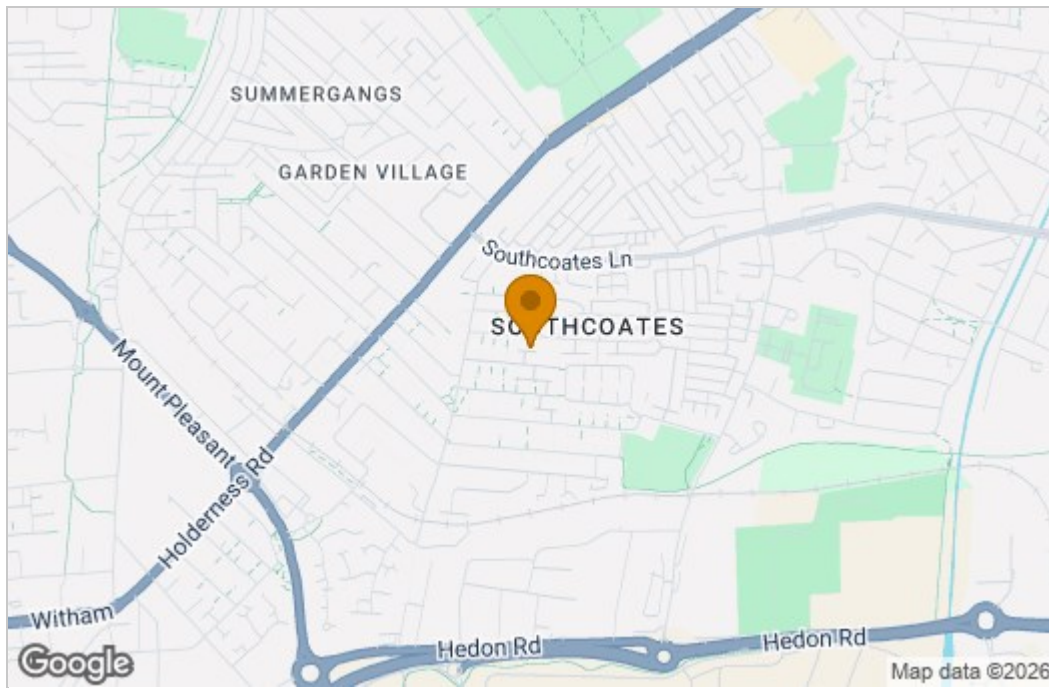 SUMMERGANGS
GARDEN VILLAGE
Southcoates Ln
SOUTHCOATES
Mount Pleasant
Holderness Rd
Witham
Hedon Rd
Hedon Rd
Google
Map data ©2026